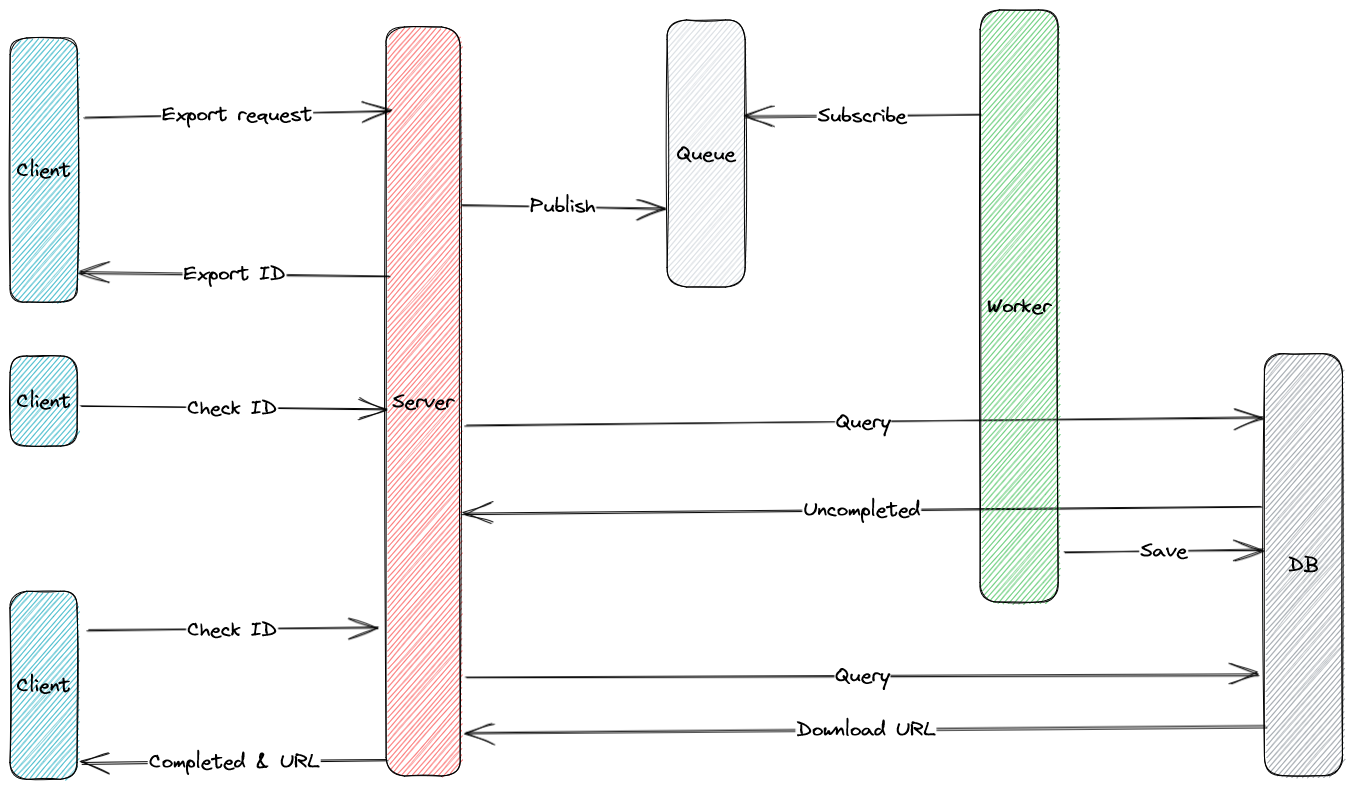 Export request
Subscribe
Queue
Client
Publish
Export ID
Worker
Client
Check ID
Server
Query
Uncompleted
Save
DB
Check ID
Query
Client
Download URL
Completed & URL